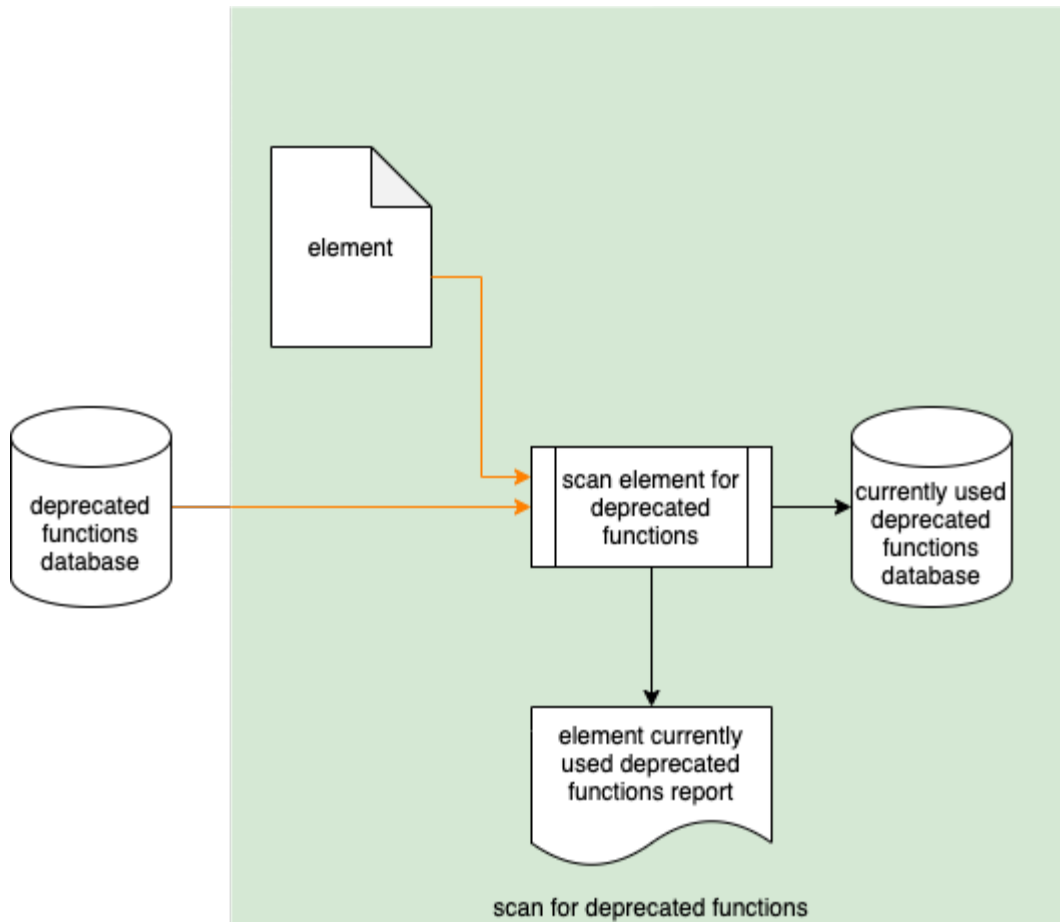 element
deprecated
functions
database
scan element for
deprecated
functions
currently used
deprecated
functions
database
element currently
used deprecated
functions report
scan for deprecated functions